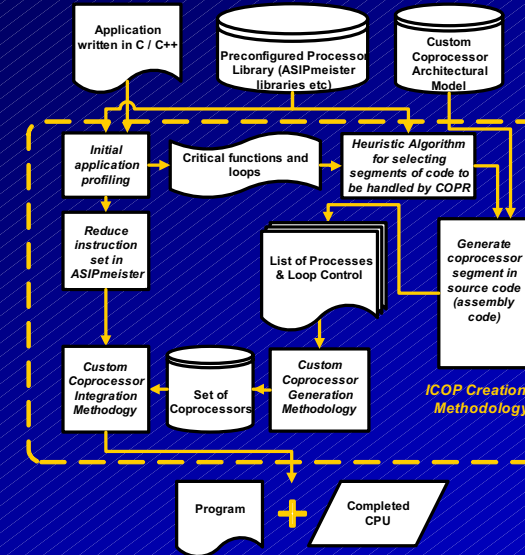 Application
written in C / C++
Preconfigured Processor
Library (ASIPmeister
libraries etc)
Custom
Coprocessor
Architectural
Model
Initial
application
profiling
Critical functions and
loops
Heuristic Algorithm
for selecting
segments of code to
be handled by COPR
Reduce
instruction
set in
ASIPmeister
List of Processes
& Loop Control
Generate
coprocessor
segment in
source code
(assembly
code)
Custom
Coprocessor
Integration
Methodogy
Set of
Coprocessors
Custom
Coprocessor
Generation
Methodology
ICOP Creation
Methodology
Program
Completed
CPU